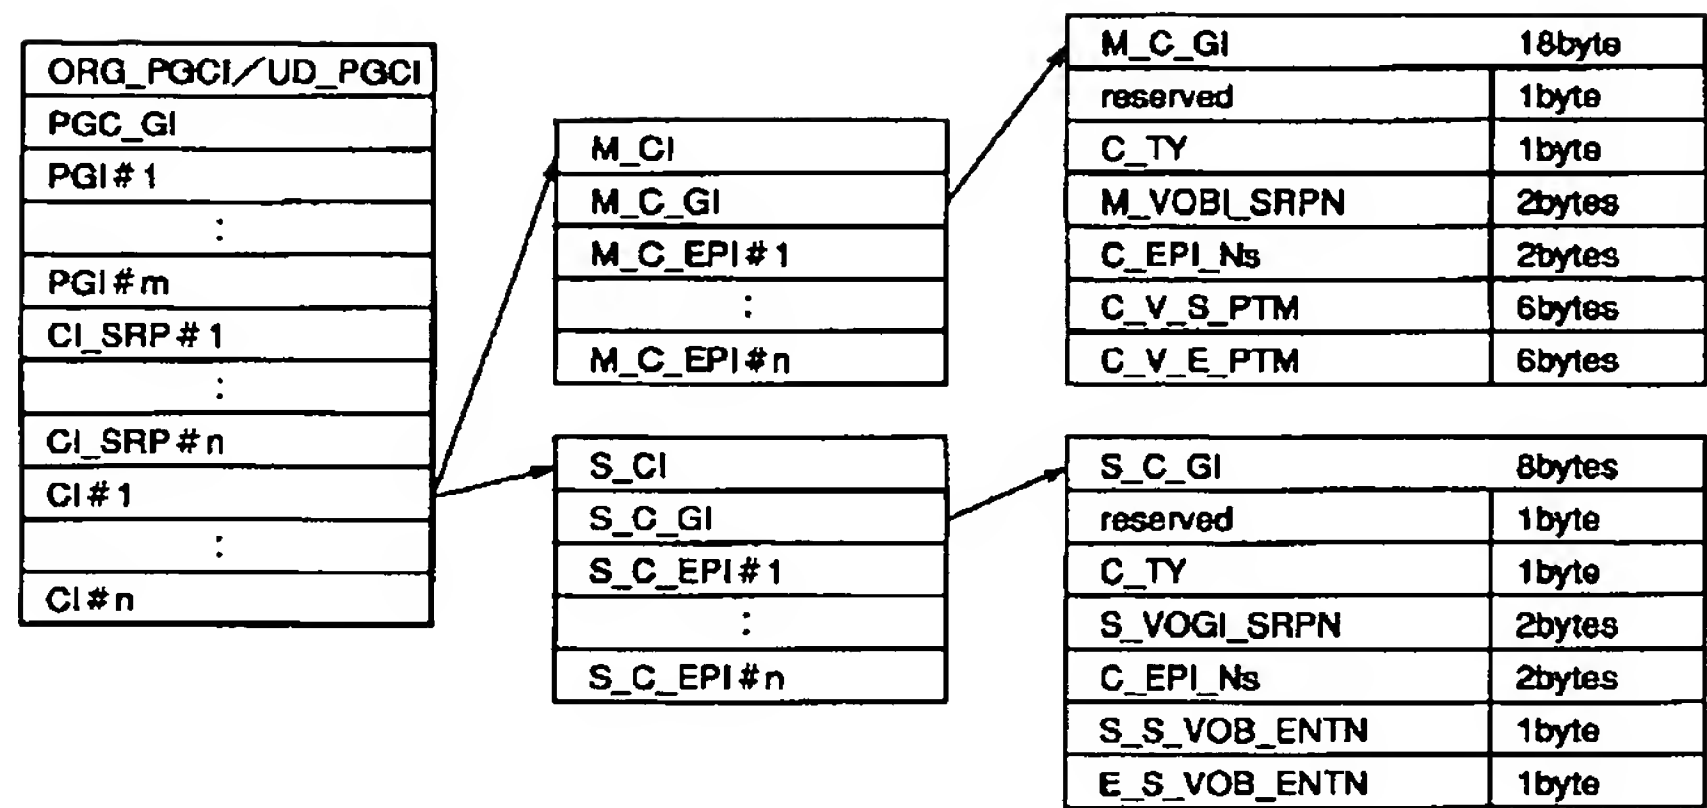 ORG_PGCI/UD_PGCI
PGC_GI
PGI#1
:
PGI#m
CI_SRP#1
:
CI_SRP#n
CI#1
:
CI#n
M_CI
M_C_GI
M_C_EPI#1
:
M_C_EPI#n
S_CI
S_C_GI
S_C_EPI#1
:
S_C_EPI#n
M_C_GI 18byte
reserved 1byte
C_TY 1byte
M_VOBI_SRPN 2bytes
C_EPI_Ns 2bytes
C_V_S_PTM 6bytes
C_V_E_PTM 6bytes
S_C_GI 8bytes
reserved 1byte
C_TY 1byte
S_VOGI_SRPN 2bytes
C_EPI_Ns 2bytes
S_S_VOB_ENTN 1byte
E_S_VOB_ENTN 1byte